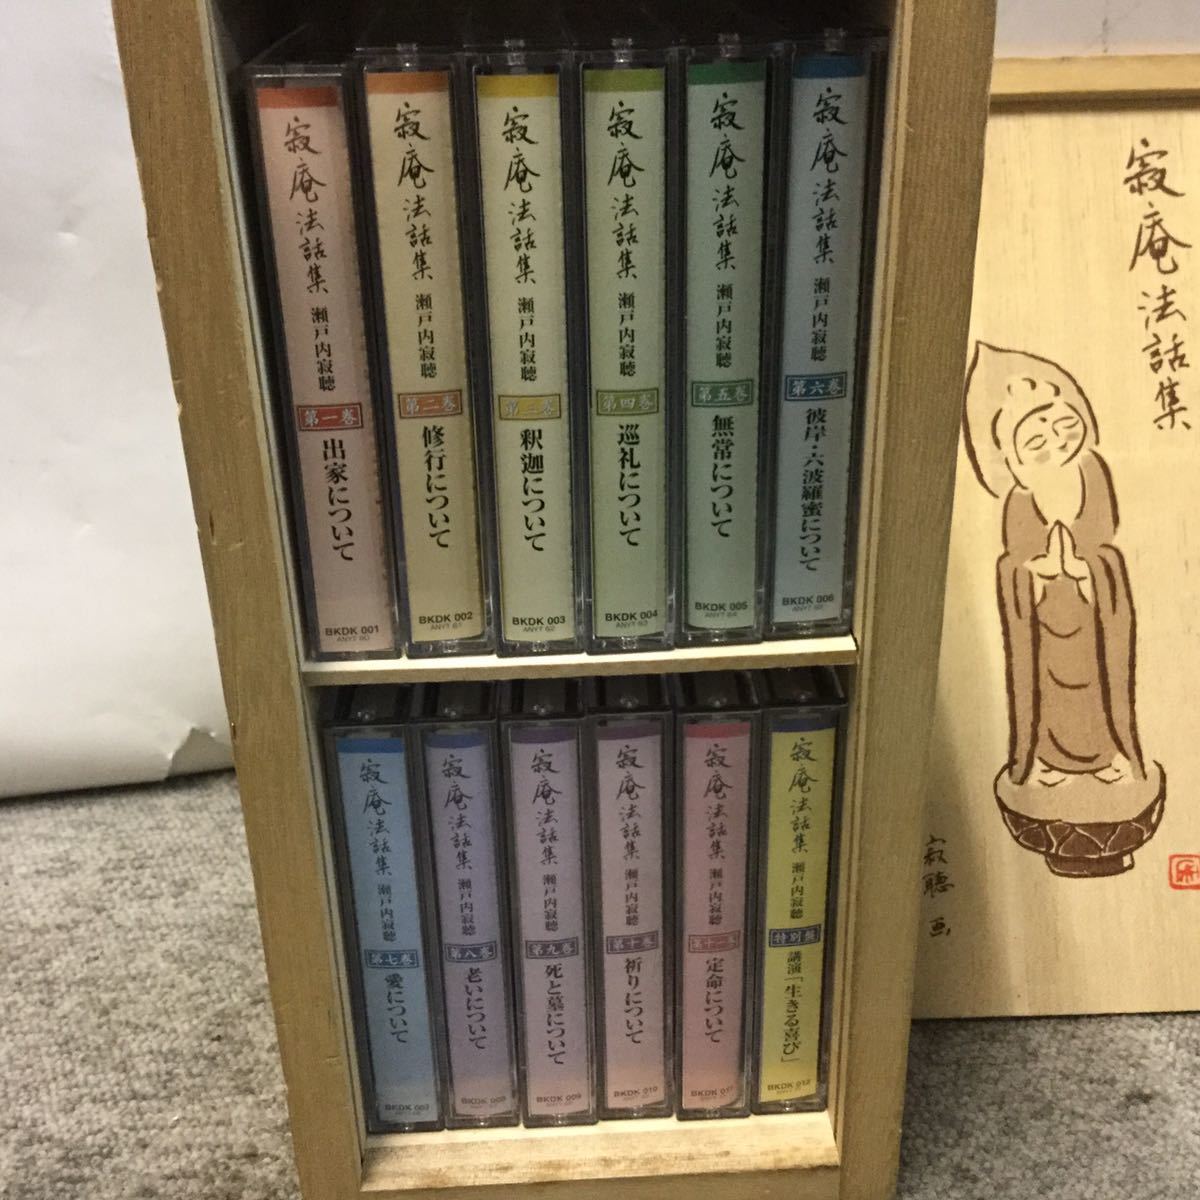 寂庵法話集 瀬戸内寂聴 第一巻 出家について
BKDK 001
寂庵法話集 瀬戸内寂聴 第二巻 修行について
BKDK 002
寂庵法話集 瀬戸内寂聴 第三巻 釈迦について
BKDK 003
ANYT 62
寂庵法話集 瀬戸内寂聴 第四巻 巡礼について
BKDK 004
ANYT 63
寂庵法話集 瀬戸内寂聴 第五巻 無常について
BKDK 005
ANYT 64
寂庵法話集 瀬戸内寂聴 第六巻 彼岸・六波羅蜜について
BKDK 006
寂庵法話集 瀬戸内寂聴 第七巻 愛について
BKDK 007
寂庵法話集 瀬戸内寂聴 第八巻 老いについて
BKDK 008
寂庵法話集 瀬戸内寂聴 第九巻 死と墓について
BKDK 009
寂庵法話集 瀬戸内寂聴 第十巻 祈りについて
BKDK 010
寂庵法話集 瀬戸内寂聴 第十一巻 定命について
BKDK 011
寂庵法話集 瀬戸内寂聴 特別盤 講演「生きる喜び」
BKDK 012
寂庵法話集
寂聴 画